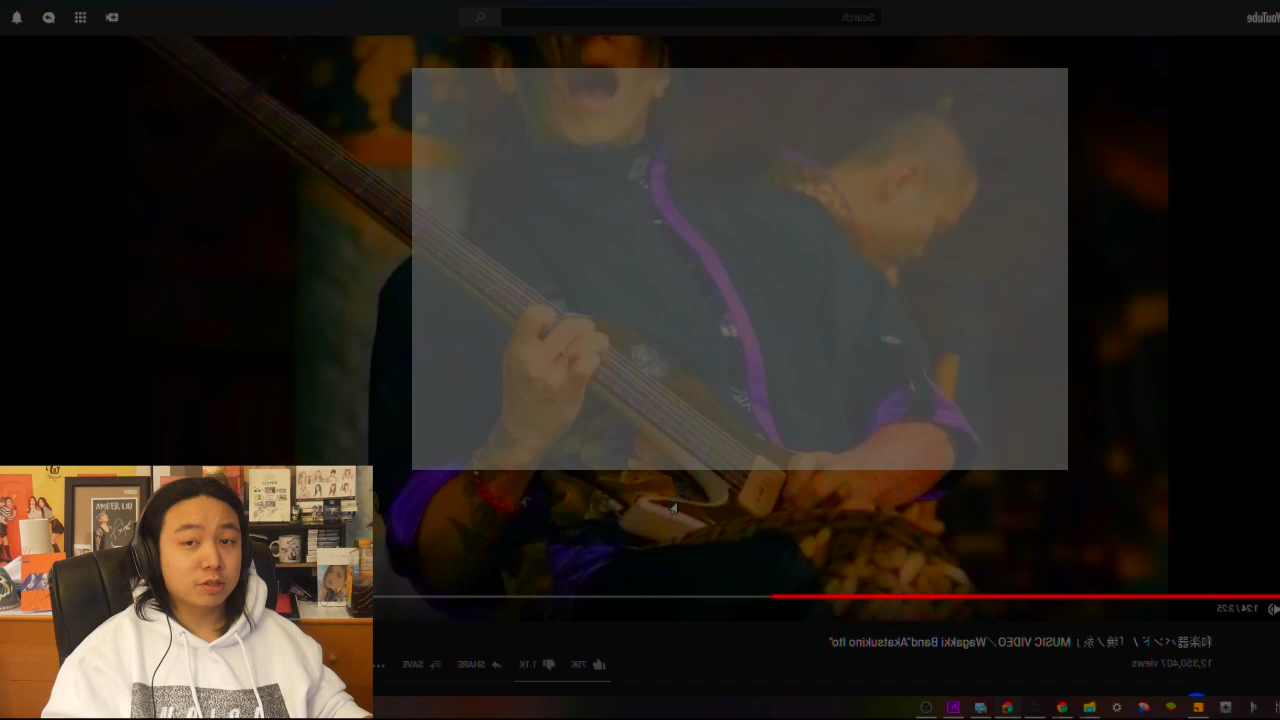 YouTube
Search
1:24 / 3:25
和楽器バンド / 「暁ノ糸」MUSIC VIDEO／Wagakki Band"Akatsukino Ito"
12,350,407 views
75K 1.1K SHARE SAVE
AMBER LIU